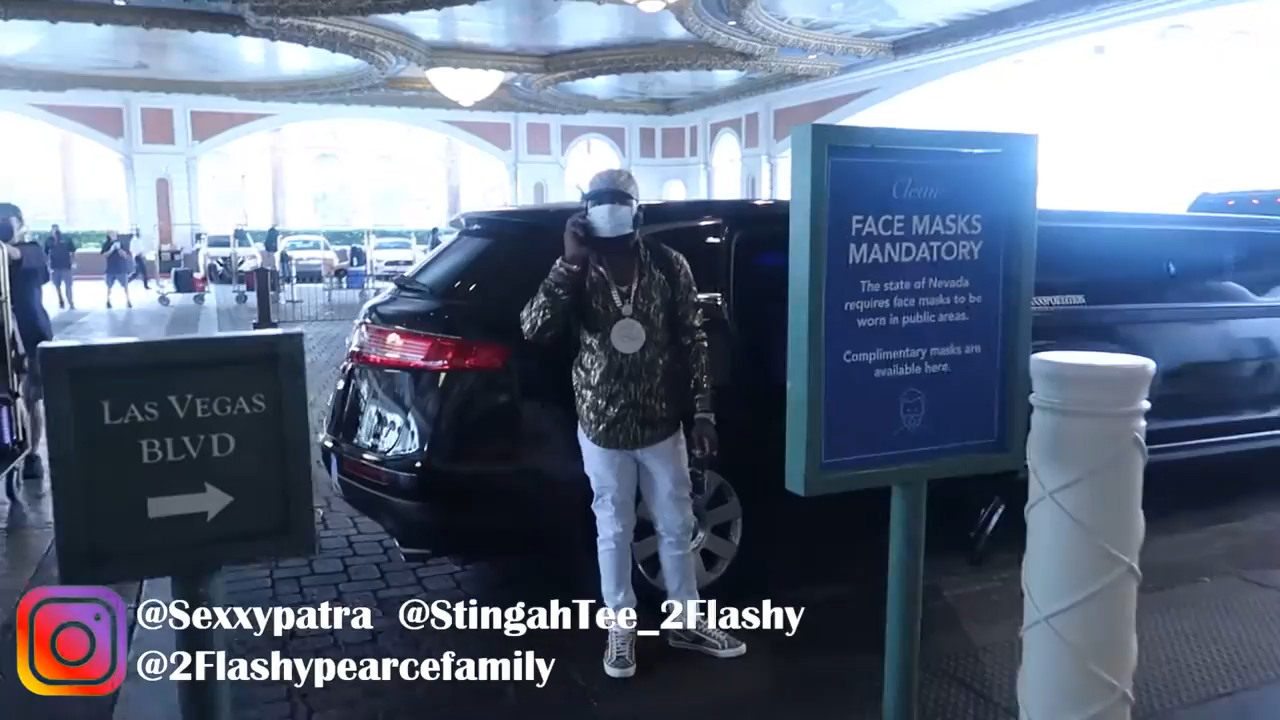 Clean
FACE MASKS
MANDATORY
The state of Nevada
requires face masks to be
worn in public areas.
Complimentary masks are
available here.
LAS VEGAS
BLVD
@Sexxypatra @StingahTee_2Flashy
@2Flashypearcefamily